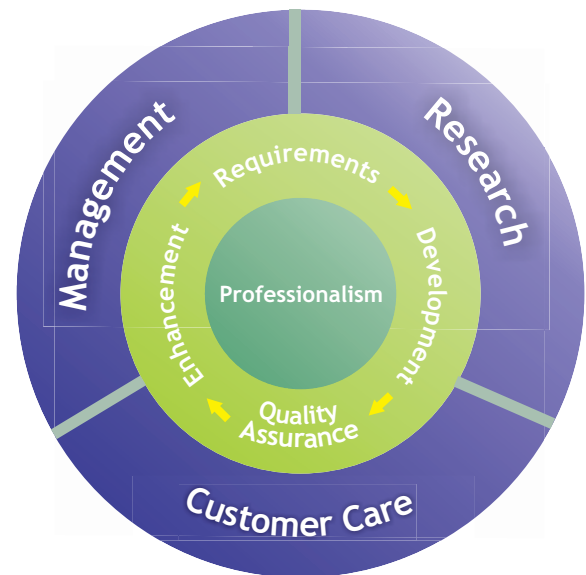 Management
Research
Requirements
Development
Enhancement
Professionalism
Quality
Assurance
Customer Care